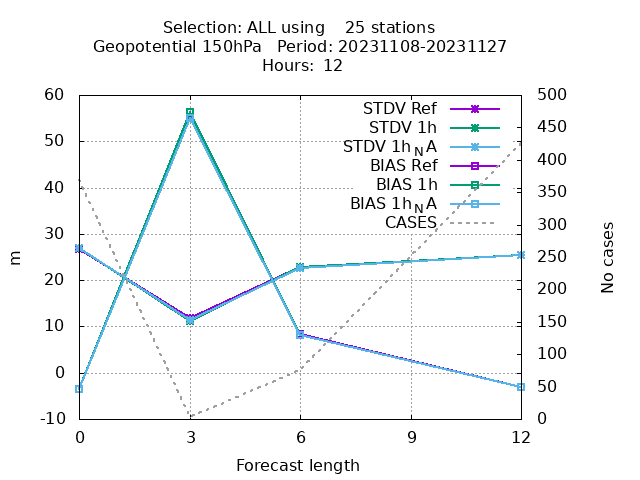 Selection: ALL using    25 stations
Geopotential 150hPa   Period: 20231108-20231127
Hours: 12
60
50
40
30
20
10
0
-10
500
450
400
350
300
250
200
150
100
50
0
STDV Ref
STDV 1h
STDV 1h_N A
BIAS Ref
BIAS 1h
BIAS 1h_N A
CASES
m
No cases
0 3 6 9 12
Forecast length